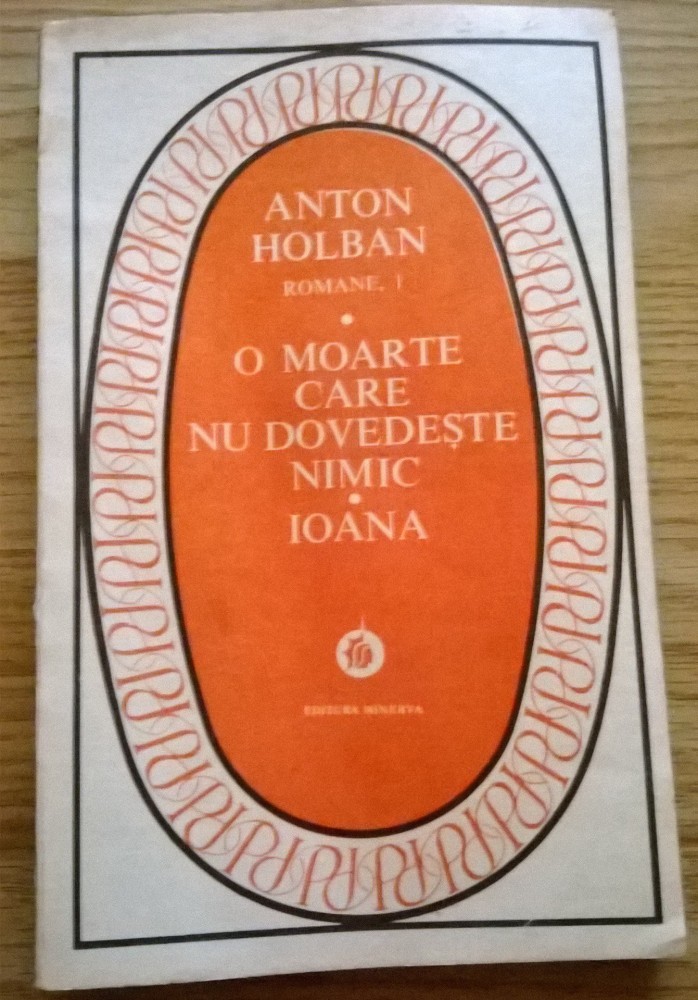 ANTON
HOLBAN
ROMANE, I
O MOARTE
CARE
NU DOVEDEȘTE
NIMIC
IOANA
EDITURA MINERVA